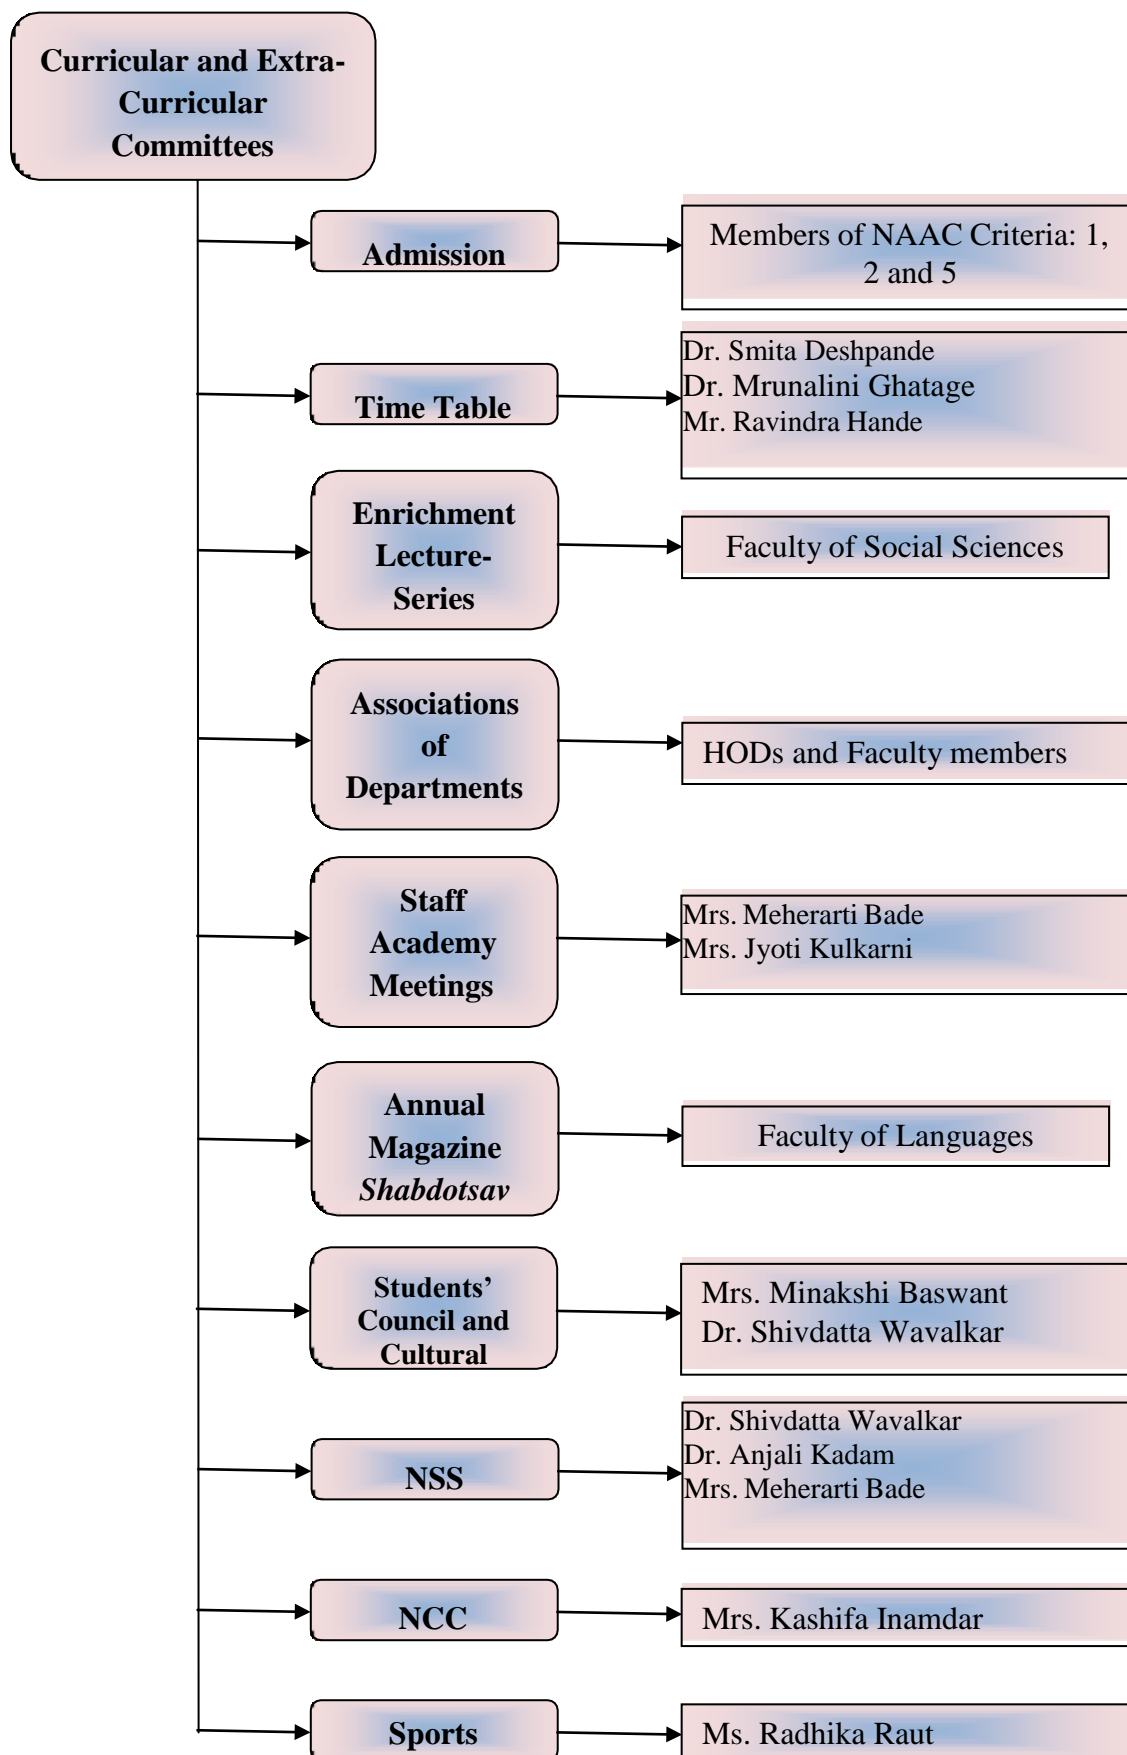 Curricular and Extra-
Curricular
Committees
Admission
Members of NAAC Criteria: 1,
2 and 5
Time Table
Dr. Smita Deshpande
Dr. Mrunalini Ghatage
Mr. Ravindra Hande
Enrichment
Lecture-
Series
Faculty of Social Sciences
Associations
of
Departments
HODs and Faculty members
Staff
Academy
Meetings
Mrs. Meherarti Bade
Mrs. Jyoti Kulkarni
Annual
Magazine
Shabdotsav
Faculty of Languages
Students’
Council and
Cultural
Mrs. Minakshi Baswant
Dr. Shivdatta Wavalkar
NSS
Dr. Shivdatta Wavalkar
Dr. Anjali Kadam
Mrs. Meherarti Bade
NCC
Mrs. Kashifa Inamdar
Sports
Ms. Radhika Raut